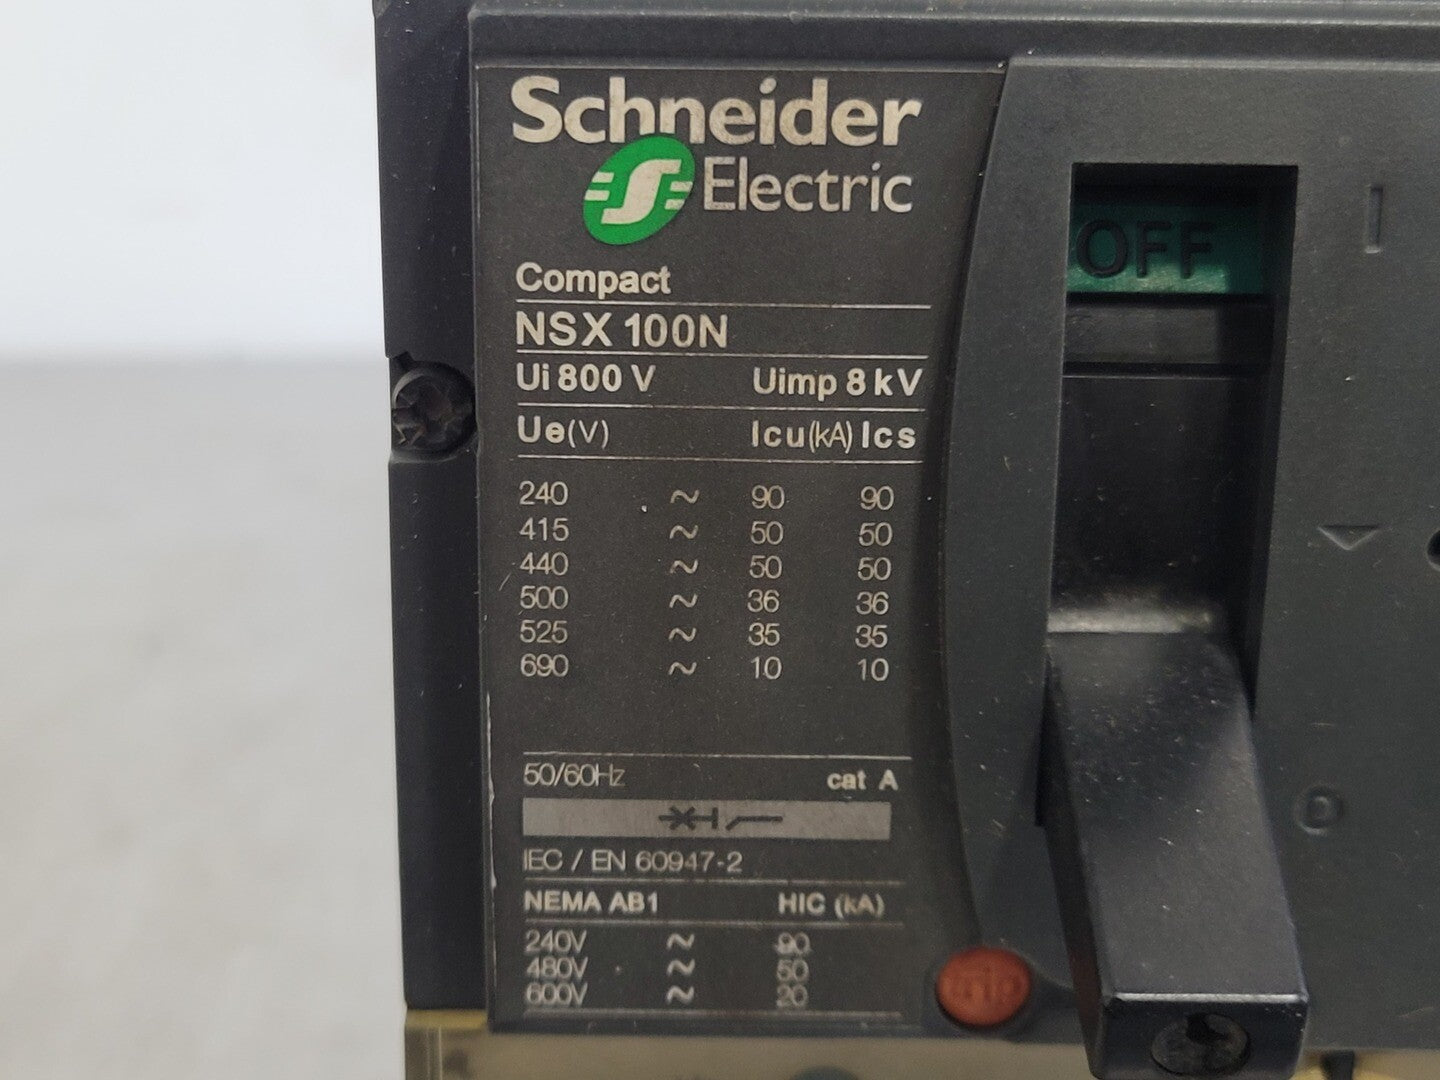 Schneider
Electric
Compact
NSX 100N
Ui 800 V Uimp 8 kV
Ue(V) Icu(kA) Ics
240 ~ 90 90
415 ~ 50 50
440 ~ 50 50
500 ~ 36 36
525 ~ 35 35
690 ~ 10 10
50/60Hz cat A
IEC / EN 60947-2
NEMA AB1 HIC (kA)
240V ~ 90
480V ~ 50
600V ~ 20
OFF
I
O
trip